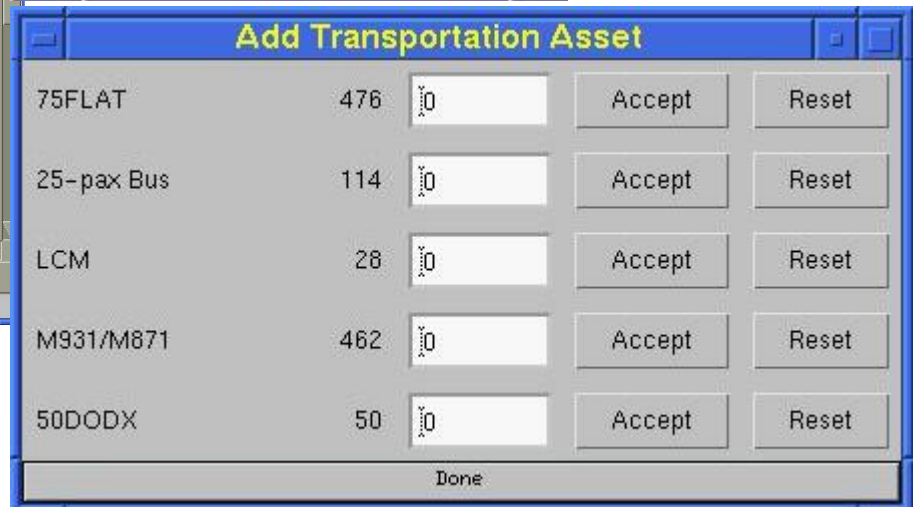 Add Transportation Asset
75FLAT 476 0 Accept Reset
25-pax Bus 114 0 Accept Reset
LCM 28 0 Accept Reset
M931/M871 462 0 Accept Reset
50DODX 50 0 Accept Reset
Done